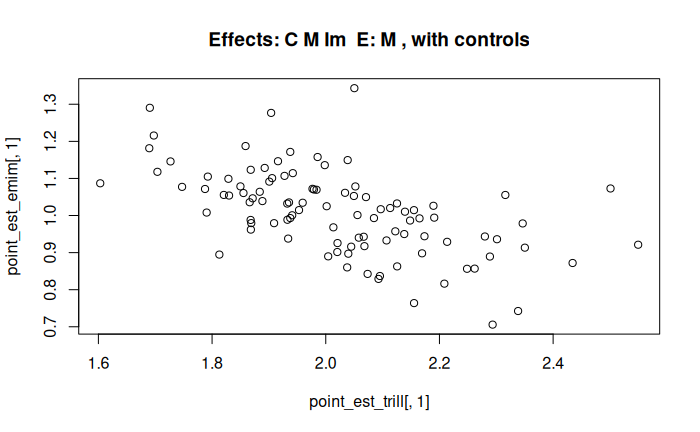 Effects: C M Im  E: M , with controls
point_est_emim[, 1]
1.3
1.2
1.1
1.0
0.9
0.8
0.7
1.6 1.8 2.0 2.2 2.4
point_est_trill[, 1]